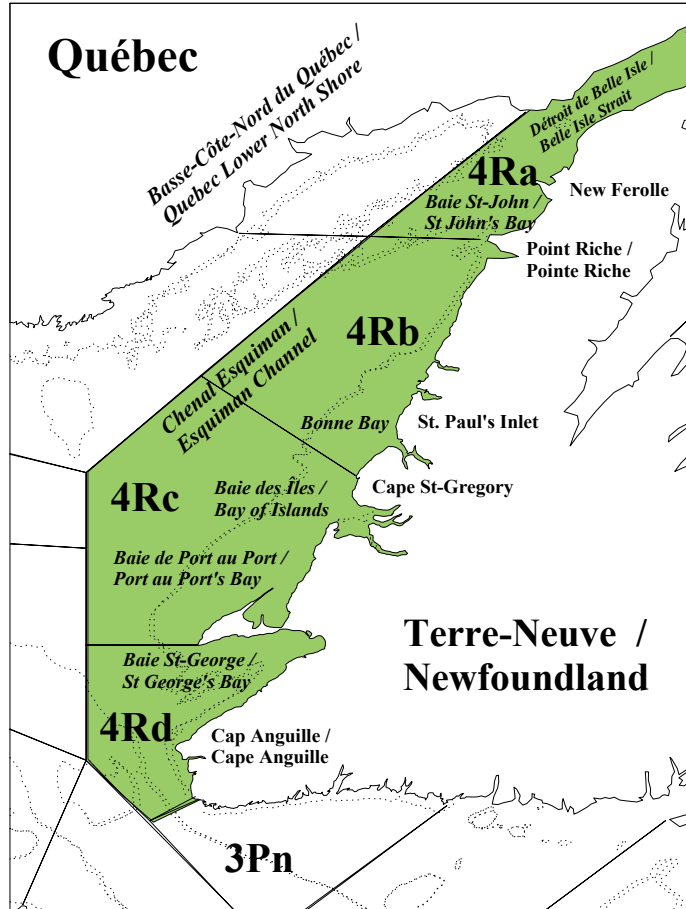 Québec
Basse-Côte-Nord du Québec /
Quebec Lower North Shore
Détroit de Belle Isle /
Belle Isle Strait
4Ra
New Ferolle
Baie St-John /
St John's Bay
Point Riche /
Pointe Riche
4Rb
Chenal Esquiman /
Esquiman Channel
Bonne Bay
St. Paul's Inlet
4Rc
Baie des Îles /
Bay of Islands
Cape St-Gregory
Baie de Port au Port /
Port au Port's Bay
Terre-Neuve /
Newfoundland
Baie St-George /
St George's Bay
4Rd
Cap Anguille /
Cape Anguille
3Pn